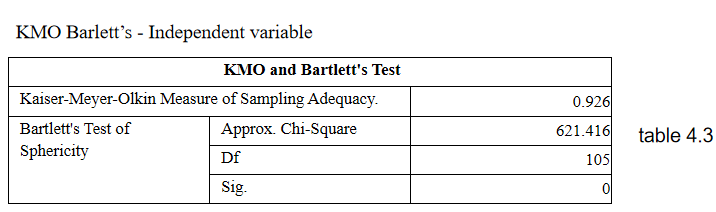 KMO Barlett’s - Independent variable
KMO and Bartlett's Test
Kaiser-Meyer-Olkin Measure of Sampling Adequacy. 0.926
Bartlett's Test of Approx. Chi-Square 621.416 table 4.3
Sphericity Df 105
Sig. 0